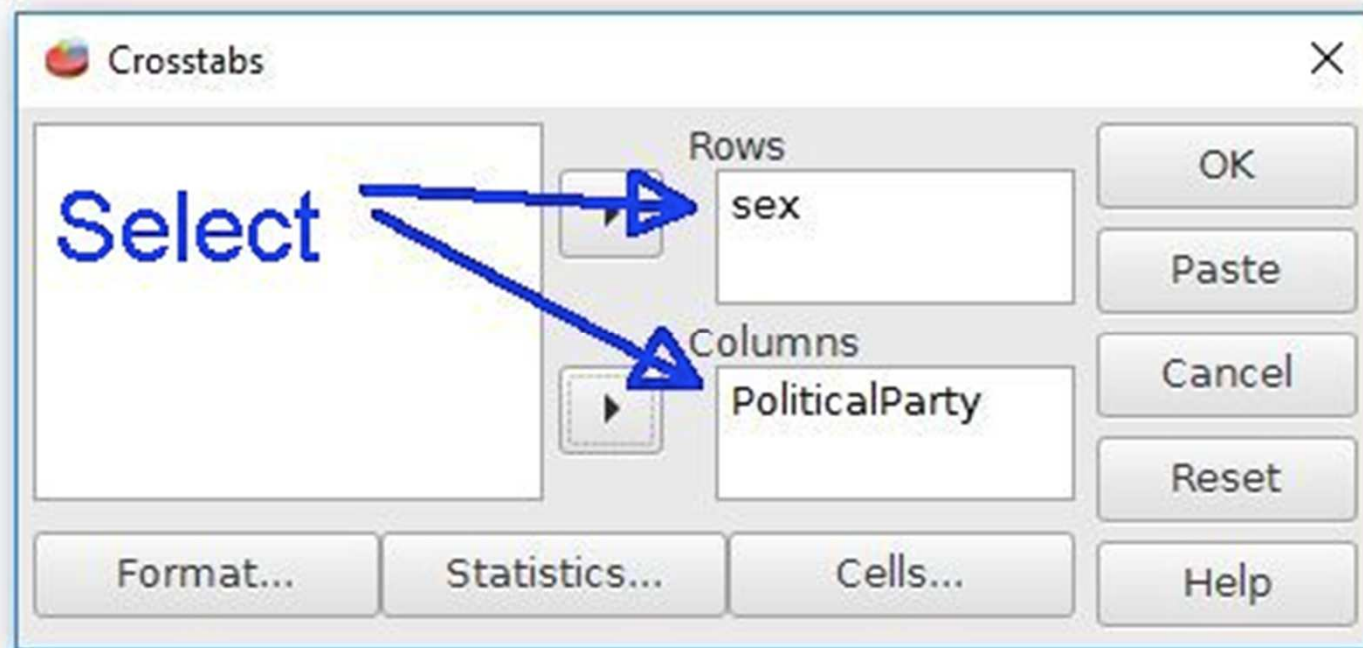 Crosstabs
Select
Rows
sex
Columns
PoliticalParty
OK
Paste
Cancel
Reset
Help
Format...
Statistics...
Cells...